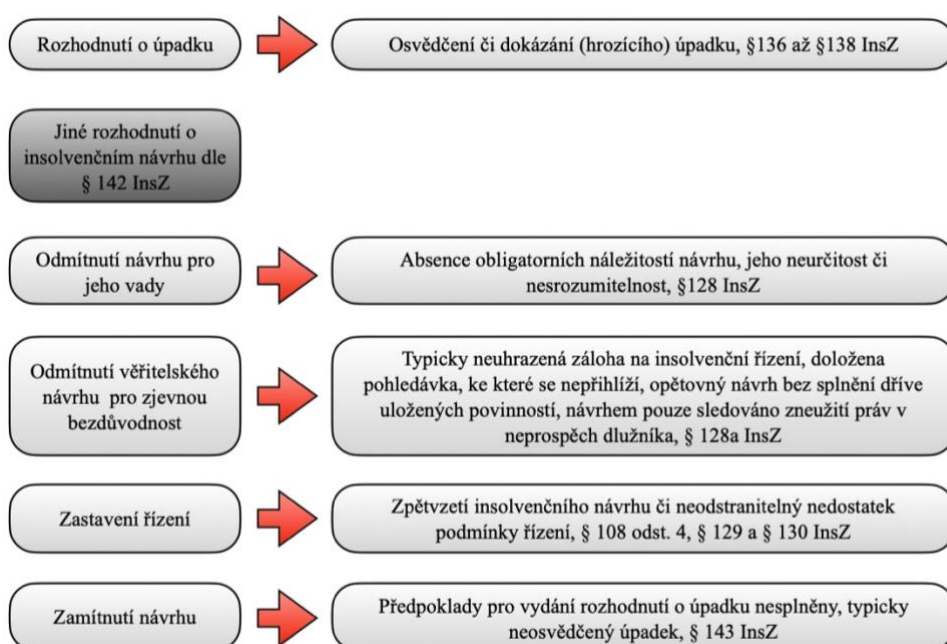 Rozhodnutí o úpadku
Osvědčení či dokázání (hrozícího) úpadku, §136 až §138 InsZ
Jiné rozhodnutí o
insolvenčním návrhu dle
§ 142 InsZ
Odmítnutí návrhu pro
jeho vady
Absence obligatorních náležitostí návrhu, jeho neurčitost či
nesrozumitelnost, §128 InsZ
Odmítnutí věřitelského
návrhu pro zjevnou
bezdůvodnost
Typicky neuhrazená záloha na insolvenční řízení, doložena
pohledávka, ke které se nepřihlíží, opětovný návrh bez splnění dříve
uložených povinností, návrhem pouze sledováno zneužití práv v
neprospěch dlužníka, § 128a InsZ
Zastavení řízení
Zpětvzetí insolvenčního návrhu či neodstranitelný nedostatek
podmínky řízení, § 108 odst. 4, § 129 a § 130 InsZ
Zamítnutí návrhu
Předpoklady pro vydání rozhodnutí o úpadku nesplněny, typicky
neosvědčený úpadek, § 143 InsZ